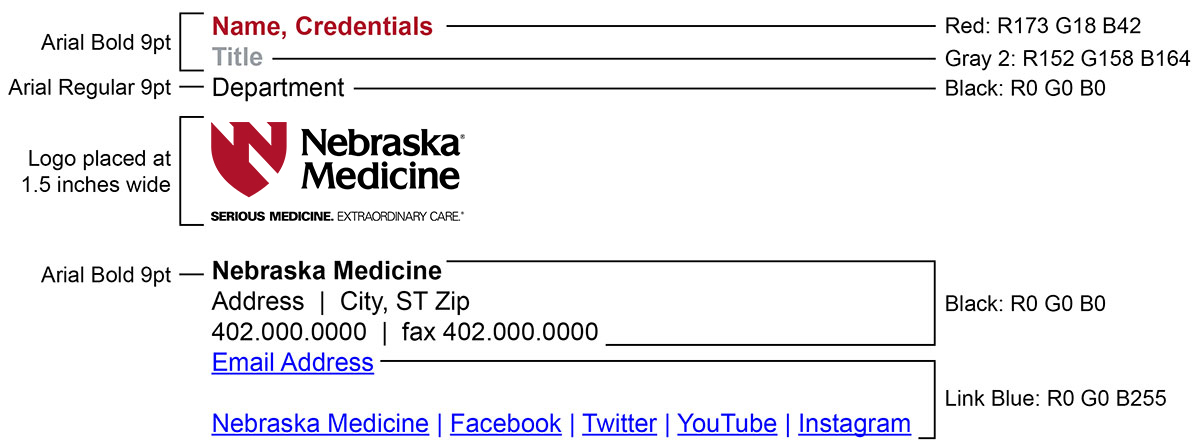 Arial Bold 9pt
Name, Credentials
Red: R173 G18 B42
Title
Gray 2: R152 G158 B164
Arial Regular 9pt
Department
Black: R0 G0 B0
Logo placed at
1.5 inches wide
N
Nebraska
Medicine
SERIOUS MEDICINE. EXTRAORDINARY CARE.®
Arial Bold 9pt
Nebraska Medicine
Address | City, ST Zip
402.000.0000 | fax 402.000.0000
Black: R0 G0 B0
Email Address
Nebraska Medicine | Facebook | Twitter | YouTube | Instagram
Link Blue: R0 G0 B255